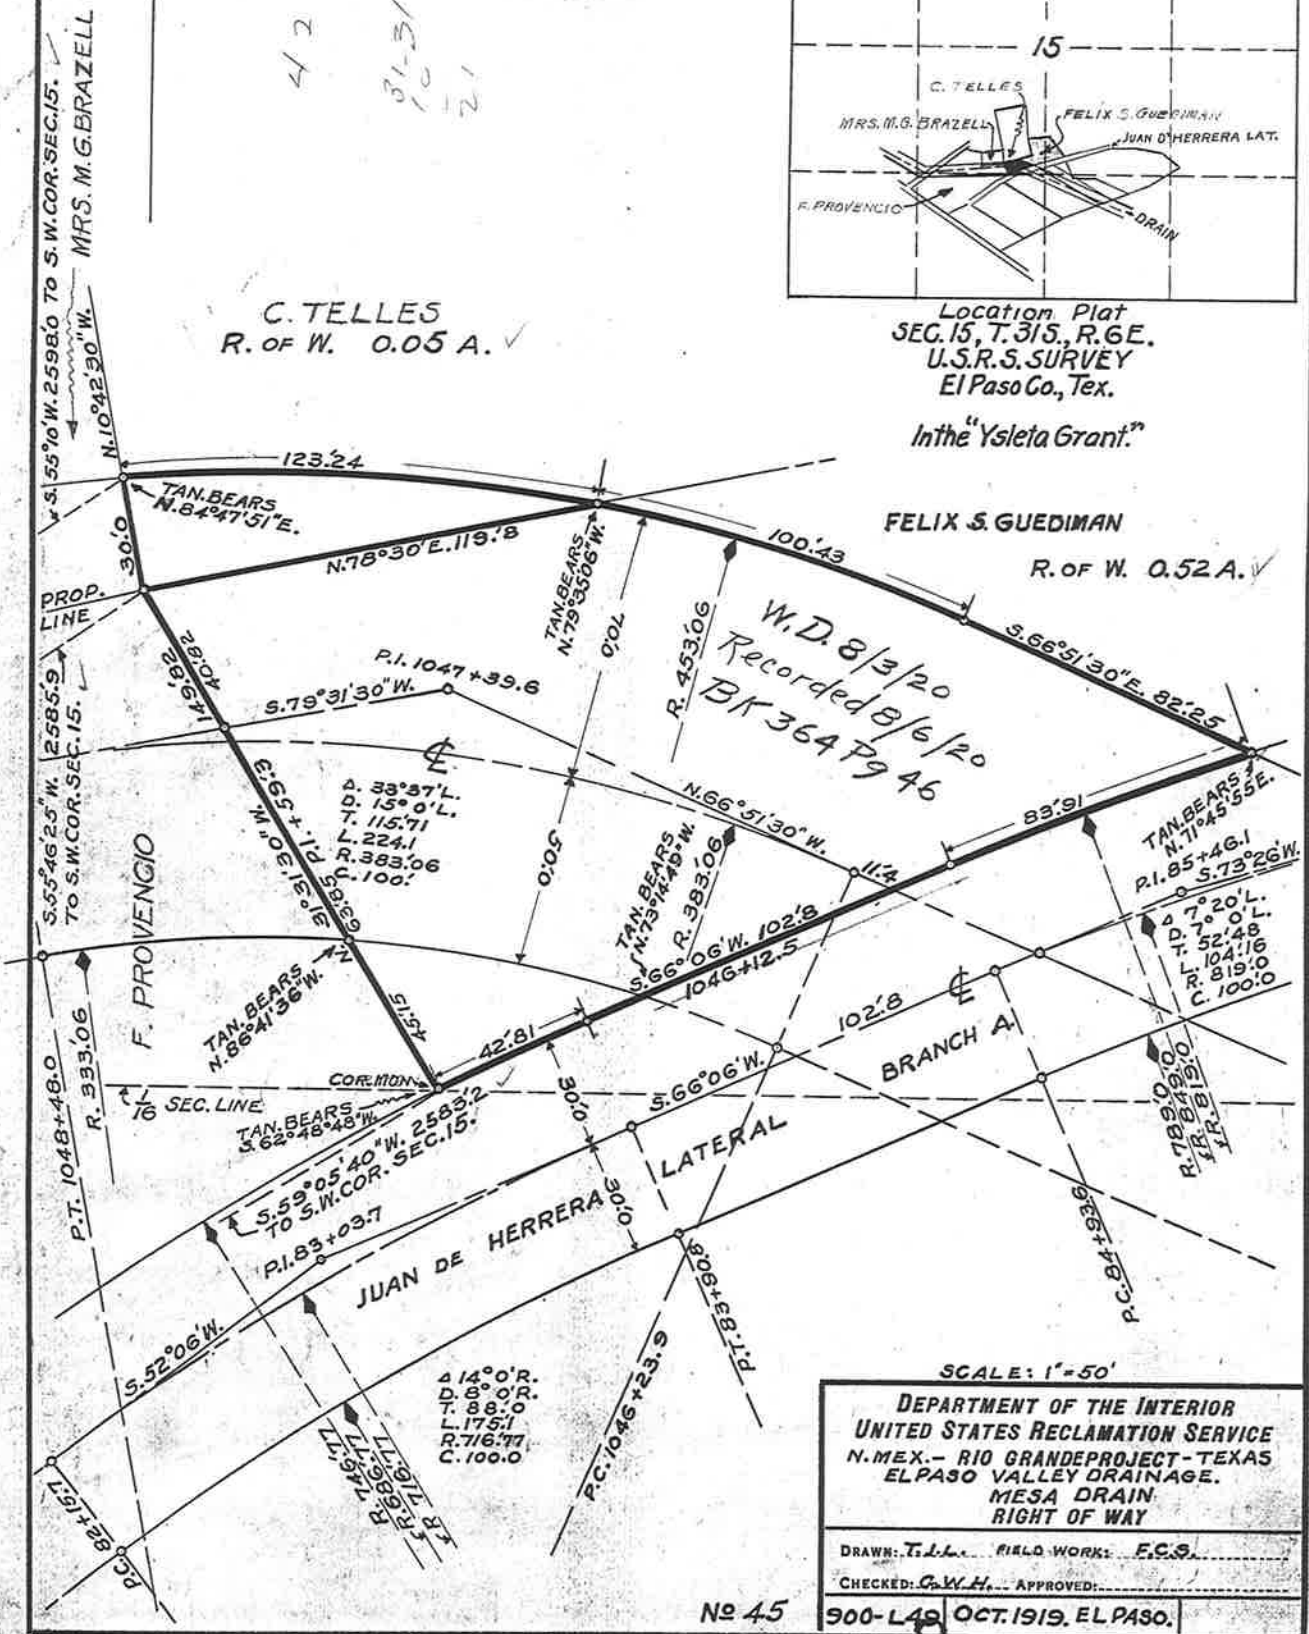 S.55°10'W. 2598.0 TO S.W.COR.SEC.15.
MRS. M.G.BRAZELL
N.10°42'30"W.
42
31-31
10
21
15
C. TELLES
MRS. M.G. BRAZELL
FELIX S. GUEDIMAN
JUAN D'HERRERA LAT.
F. PROVENCIO
DRAIN
Location Plat
SEC. 15, T.31S., R.6E.
U.S.R.S. SURVEY
El Paso Co., Tex.
In the "Ysleta Grant."
C. TELLES
R. OF W. 0.05 A.
123.'24
TAN. BEARS
N.84°47'51"E.
30.'0
N.78°30'E. 119.'8
PROP.
LINE
FELIX S. GUEDIMAN
R. OF W. 0.52 A.
100.'43
TAN. BEARS
N.79°35'06"W.
70.'0
R. 453.'06
W.D. 8/3/20
Recorded 8/6/20
BK 364 Pg 46
S.66°51'30"E. 82.'25
40.'82
149.'82
P.I. 1047+39.6
S.79°31'30"W.
S.55°46'25"W. 2585.'9
TO S.W.COR.SEC.15.
℄
Δ. 33°37'L.
D. 15°0'L.
T. 115.'71
L. 224.'1
R. 383.'06
C. 100.'
P.I. +59.'3
N. 31°31'30"W.
63.'85
50.'0
N.66°51'30"W.
83.'91
TAN. BEARS
N.71°45'55"E.
TAN. BEARS
N.73°14'49"W.
R. 383.'06
11.'4
S.66°06'W. 102.'8
1046+12.5
P.I. 85+46.1
S.73°26'W.
Δ 7°20'L.
D. 7°0'L.
T. 52.'48
L. 104.'16
R. 819.'0
C. 100.'0
F. PROVENCIO
TAN. BEARS
N.86°41'36"W.
45.'15
42.'81
℄
102.'8
BRANCH A
R. 333.'06
P.T. 1048+48.0
COR. MON.
1/16 SEC. LINE
TAN. BEARS
S.62°48'48"W.
S.59°05'40"W. 2583.'2
TO S.W.COR. SEC.15.
30.'0
S.66°06'W.
30.'0
R. 789.'0
℄ R. 849.'0
℄ R. 819.'0
JUAN DE HERRERA LATERAL
P.I. 83+03.7
S.52°06'W.
P.C. 84+93.6
P.T. 83+90.8
P.C. 1046+23.9
Δ 14°0'R.
D. 8°0'R.
T. 88.'0
L. 175.'1
R. 716.'77
C. 100.0
R. 746.'77
℄ R. 686.'77
℄ R 716.'77
P.C. 82+15.7
SCALE: 1"=50'
DEPARTMENT OF THE INTERIOR
UNITED STATES RECLAMATION SERVICE
N.MEX.- RIO GRANDE PROJECT-TEXAS
EL PASO VALLEY DRAINAGE.
MESA DRAIN
RIGHT OF WAY
DRAWN: T.J.L. FIELD WORK: F.C.S.
CHECKED: G.W.H. APPROVED:
No 45
900-L49 OCT. 1919. EL PASO.